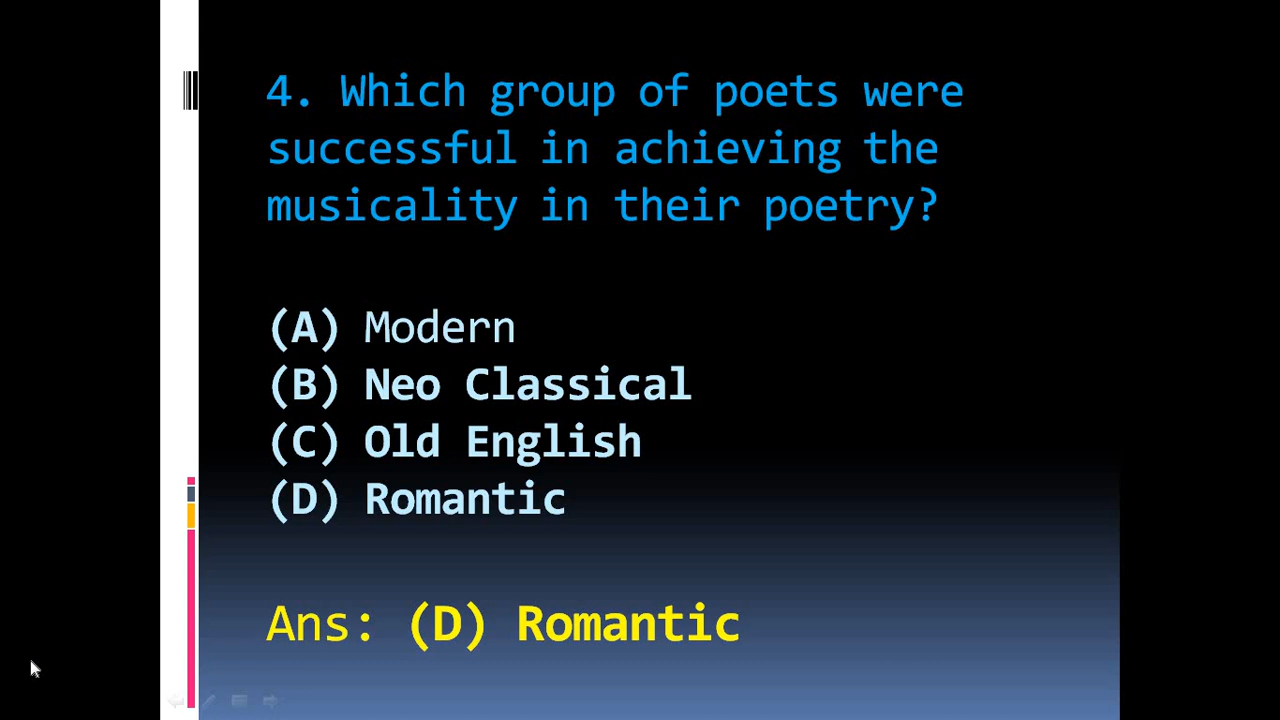 4. Which group of poets were
successful in achieving the
musicality in their poetry?
(A) Modern
(B) Neo Classical
(C) Old English
(D) Romantic
Ans: (D) Romantic